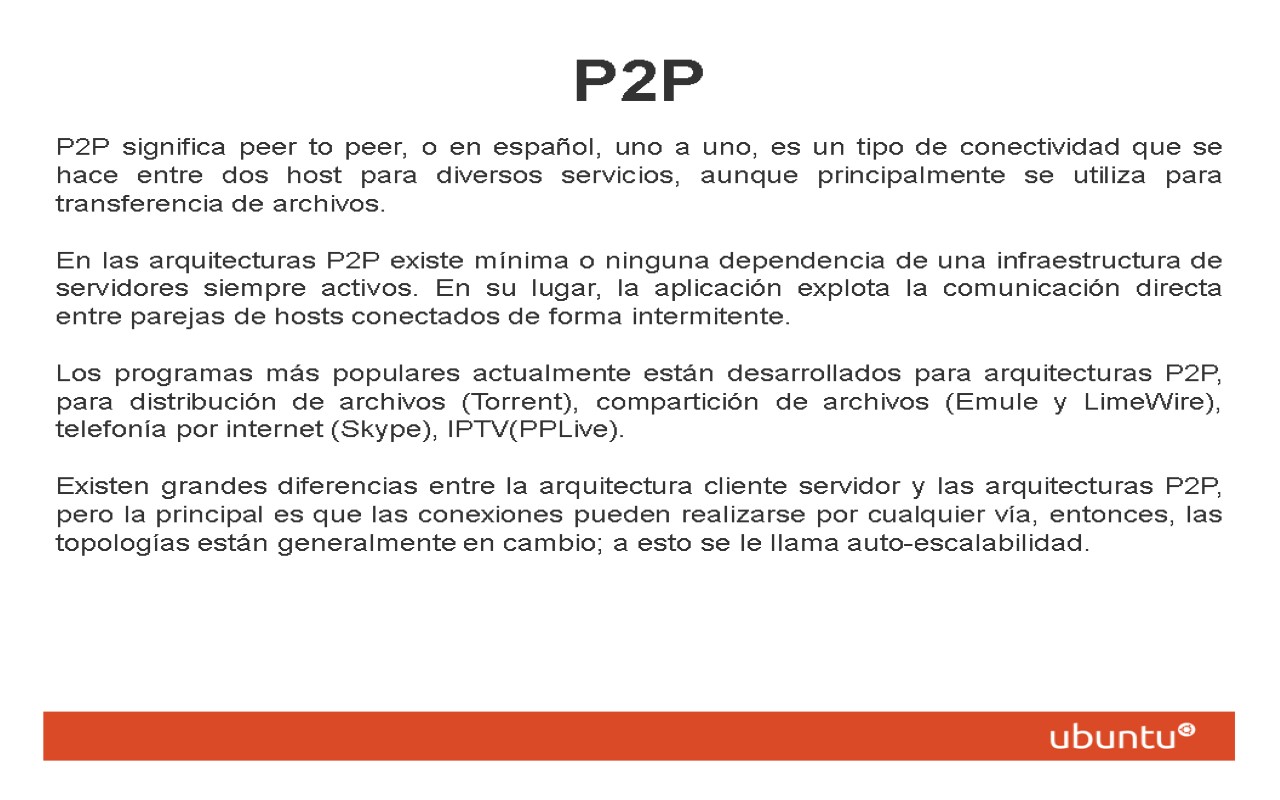 P2P
P2P significa peer to peer, o en español, uno a uno, es un tipo de conectividad que se
hace entre dos host para diversos servicios, aunque principalmente se utiliza para
transferencia de archivos.
En las arquitecturas P2P existe mínima o ninguna dependencia de una infraestructura de
servidores siempre activos. En su lugar, la aplicación explota la comunicación directa
entre parejas de hosts conectados de forma intermitente.
Los programas más populares actualmente están desarrollados para arquitecturas P2P,
para distribución de archivos (Torrent), compartición de archivos (Emule y LimeWire),
telefonía por internet (Skype), IPTV(PPLive).
Existen grandes diferencias entre la arquitectura cliente servidor y las arquitecturas P2P,
pero la principal es que las conexiones pueden realizarse por cualquier vía, entonces, las
topologías están generalmente en cambio; a esto se le llama auto-escalabilidad.
ubuntu